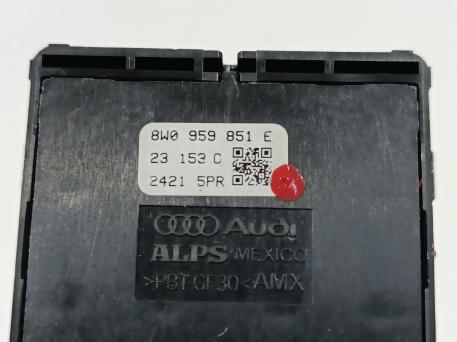 8W0 959 851 E
23 153 C
2421 5PR
Audi
ALPS MEXICO
>PBT GF30< AMX